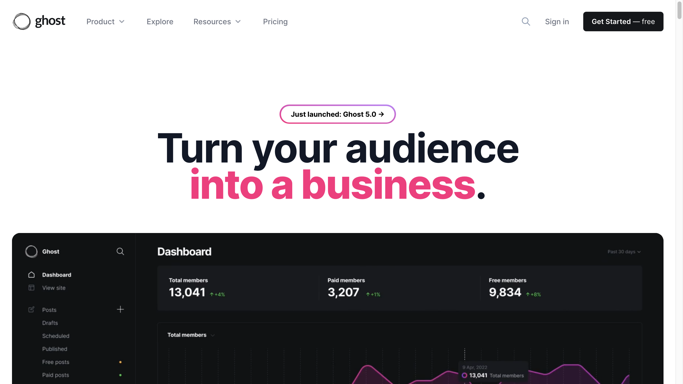 ghost Product Explore Resources Pricing Sign in Get Started — free
Just launched: Ghost 5.0 →
Turn your audience
into a business.
Ghost
Dashboard
Past 30 days
Dashboard
View site
Total members
13,041 ↑ +4%
Paid members
3,207 ↑ +1%
Free members
9,834 ↑ +8%
Posts
Drafts
Scheduled
Published
Free posts
Paid posts
Total members
6 Apr, 2022
13,041 Total members